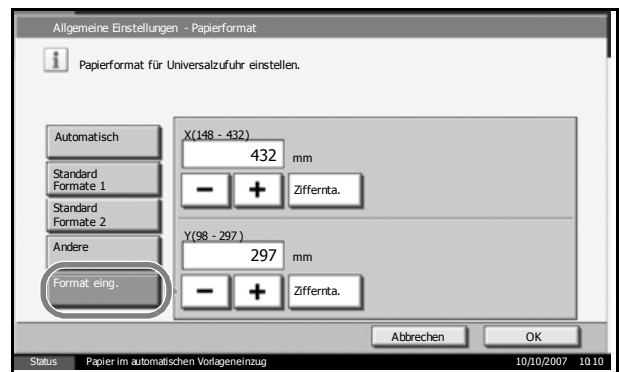 Allgemeine Einstellungen - Papierformat
i Papierformat für Universalzufuhr einstellen.
Automatisch
Standard
Formate 1
Standard
Formate 2
Andere
Format eing.
X(148 - 432)
432 mm
− + Ziffernta.
Y(98 - 297)
297 mm
− + Ziffernta.
Abbrechen OK
Status Papier im automatischen Vorlageneinzug 10/10/2007 10:10